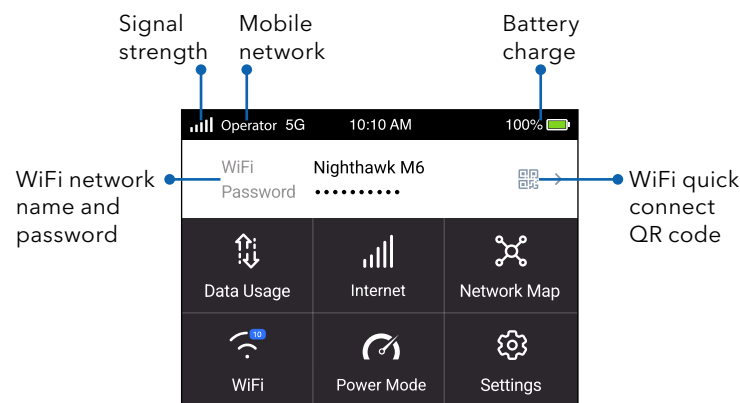 Signal
strength
Mobile
network
Battery
charge
Operator 5G 10:10 AM 100%
WiFi Nighthawk M6
Password ••••••••••
WiFi network
name and
password
WiFi quick
connect
QR code
Data Usage Internet Network Map
10
WiFi Power Mode Settings